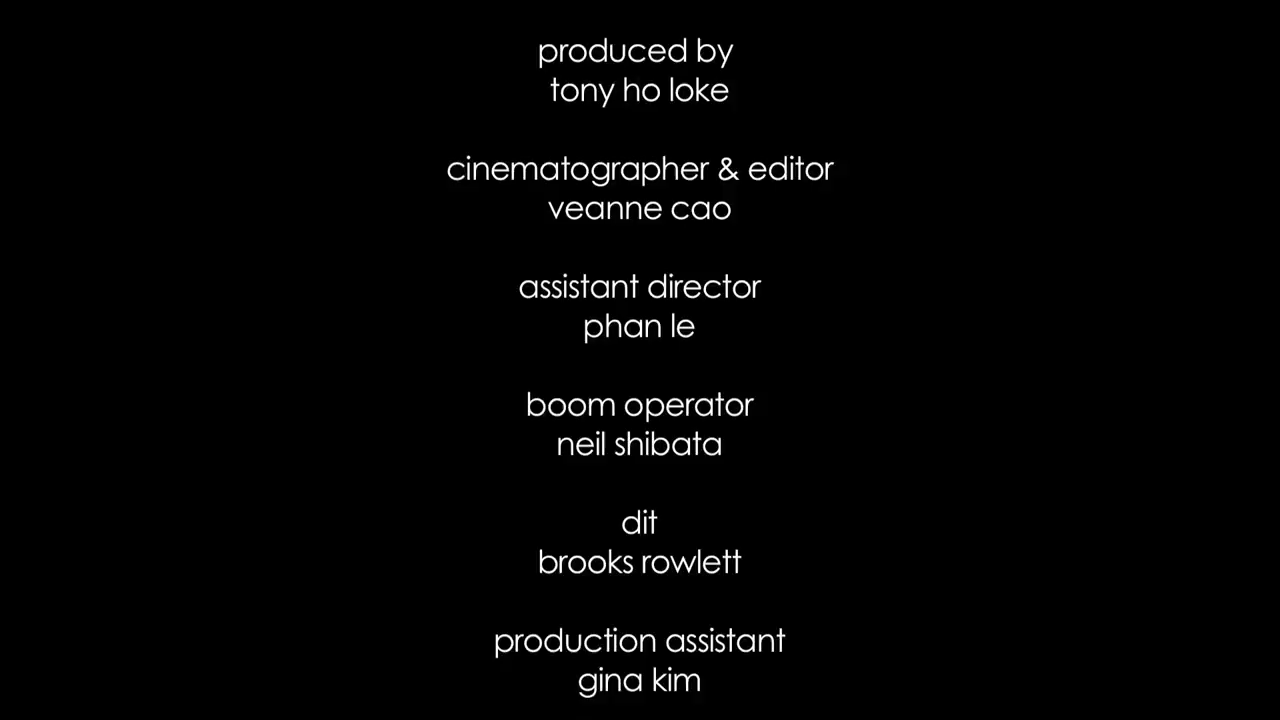 produced by
tony ho loke
cinematographer & editor
veanne cao
assistant director
phan le
boom operator
neil shibata
dit
brooks rowlett
production assistant
gina kim